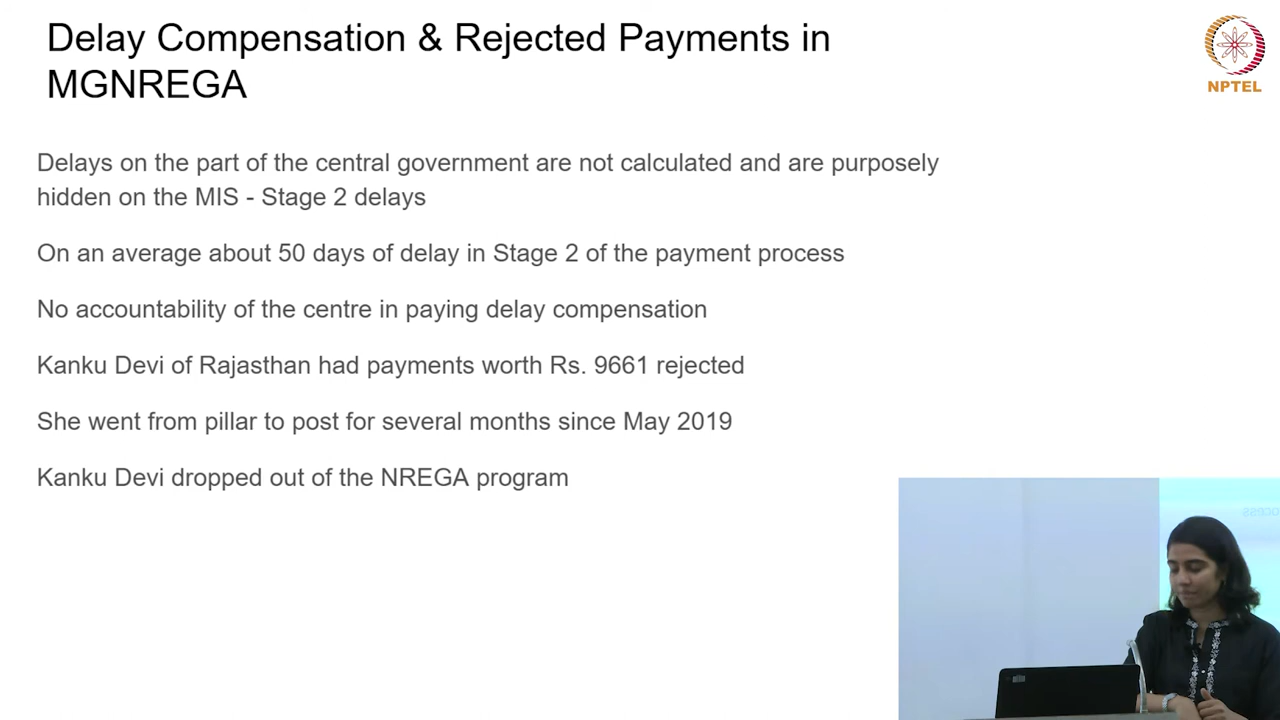 Delay Compensation & Rejected Payments in
MGNREGA
NPTEL
Delays on the part of the central government are not calculated and are purposely
hidden on the MIS - Stage 2 delays
On an average about 50 days of delay in Stage 2 of the payment process
No accountability of the centre in paying delay compensation
Kanku Devi of Rajasthan had payments worth Rs. 9661 rejected
She went from pillar to post for several months since May 2019
Kanku Devi dropped out of the NREGA program